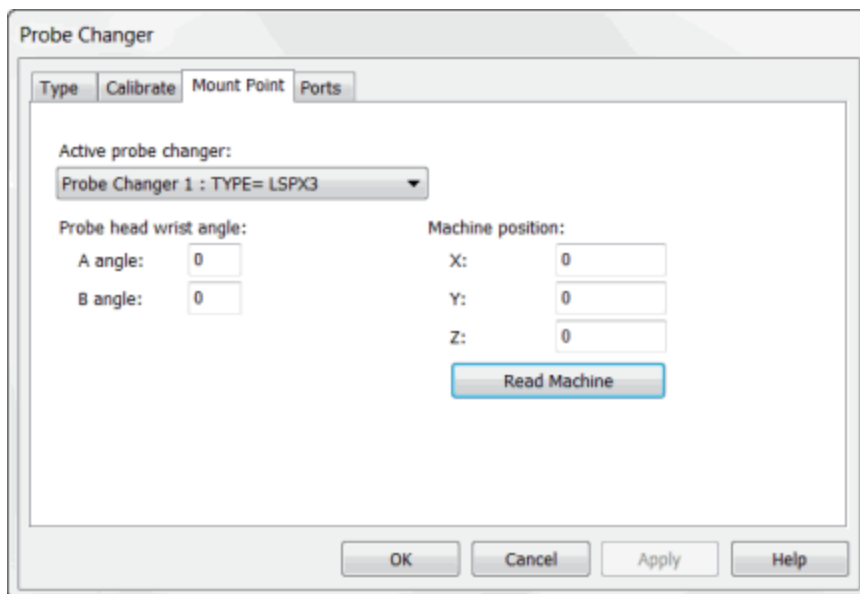 Probe Changer
Type Calibrate Mount Point Ports
Active probe changer:
Probe Changer 1 : TYPE= LSPX3
Probe head wrist angle: Machine position:
A angle: 0 X: 0
B angle: 0 Y: 0
Z: 0
Read Machine
OK Cancel Apply Help